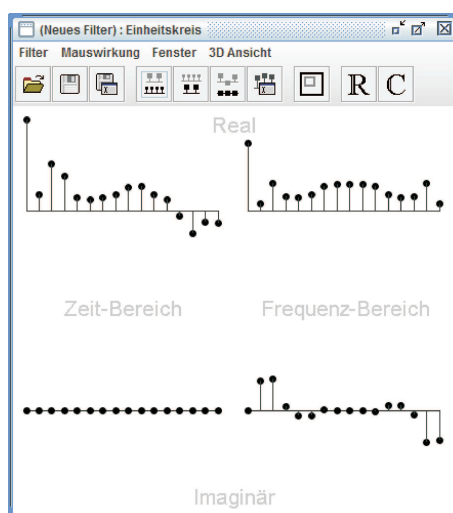 (Neues Filter) : Einheitskreis
Filter Mauswirkung Fenster 3D Ansicht
R C
Real
Zeit-Bereich Frequenz-Bereich
Imaginär